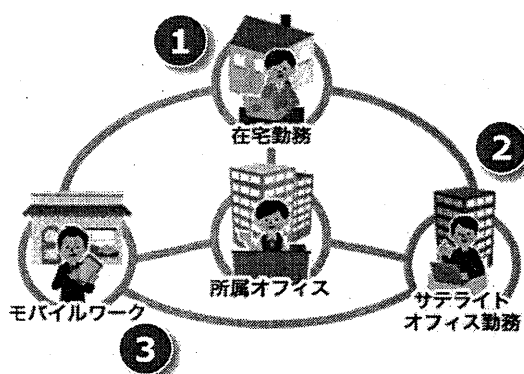 1
在宅勤務
2
所属オフィス
モバイルワーク
サテライト
オフィス勤務
3